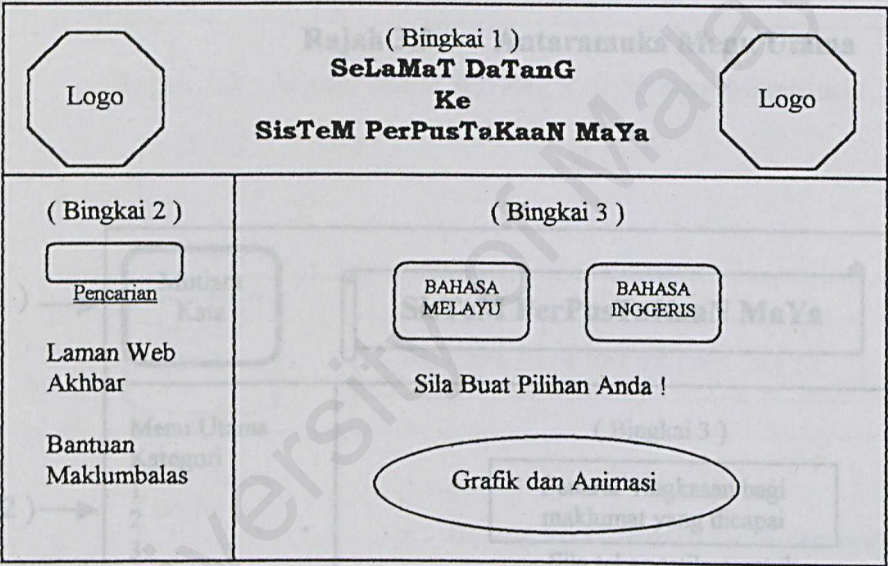 ( Bingkai 1 )
SeLaMaT DaTanG
Ke
SisTeM PerPusTaKaaN MaYa
Logo
Logo
( Bingkai 2 )
Pencarian
Laman Web
Akhbar
Bantuan
Maklumbalas
( Bingkai 3 )
BAHASA
MELAYU
BAHASA
INGGERIS
Sila Buat Pilihan Anda !
Grafik dan Animasi